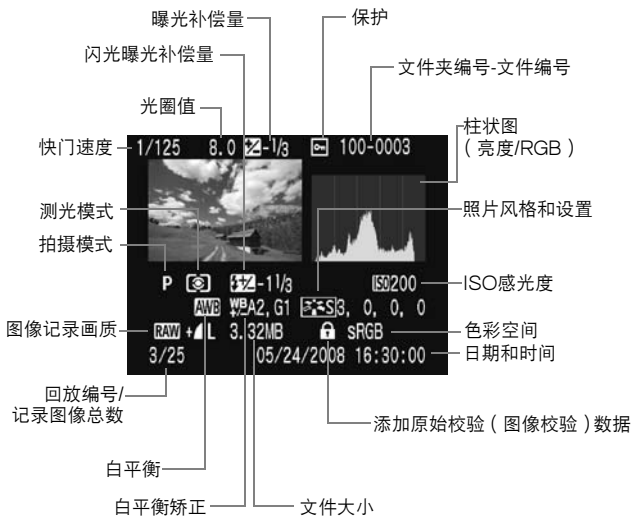 曝光补偿量
保护
闪光曝光补偿量
文件夹编号-文件编号
光圈值
柱状图
（亮度/RGB）
快门速度
1/125 8.0 -1/3 100-0003
测光模式
照片风格和设置
拍摄模式
P -1 1/3 ISO200
ISO感光度
AWB WB A2, G1 S 3, 0, 0, 0
图像记录画质
RAW + L 3.32MB sRGB
色彩空间
3/25 05/24/2008 16:30:00
日期和时间
回放编号/
记录图像总数
添加原始校验（图像校验）数据
白平衡
白平衡矫正
文件大小